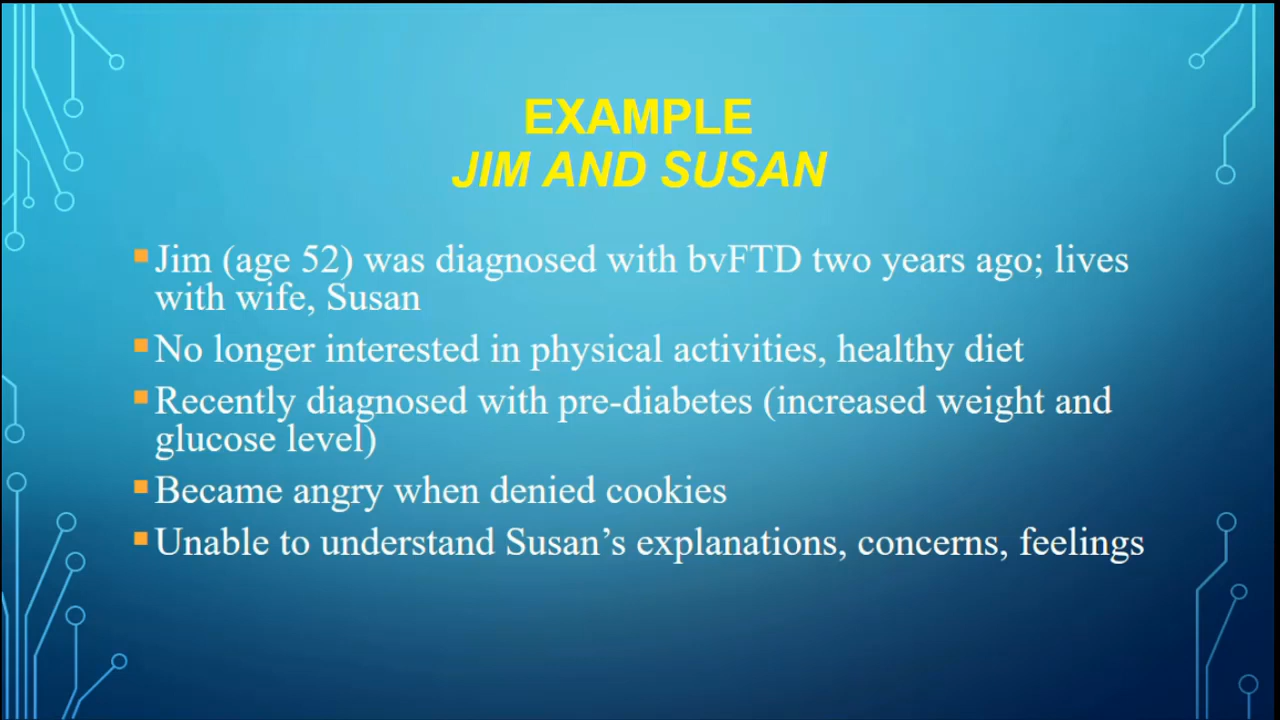 EXAMPLE
JIM AND SUSAN
Jim (age 52) was diagnosed with bvFTD two years ago; lives
with wife, Susan
No longer interested in physical activities, healthy diet
Recently diagnosed with pre-diabetes (increased weight and
glucose level)
Became angry when denied cookies
Unable to understand Susan’s explanations, concerns, feelings